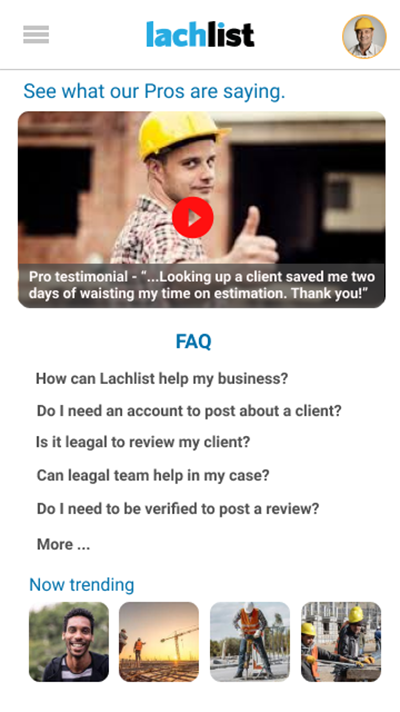 lachlist
See what our Pros are saying.
Pro testimonial - “...Looking up a client saved me two
days of waisting my time on estimation. Thank you!”
FAQ
How can Lachlist help my business?
Do I need an account to post about a client?
Is it leagal to review my client?
Can leagal team help in my case?
Do I need to be verified to post a review?
More ...
Now trending